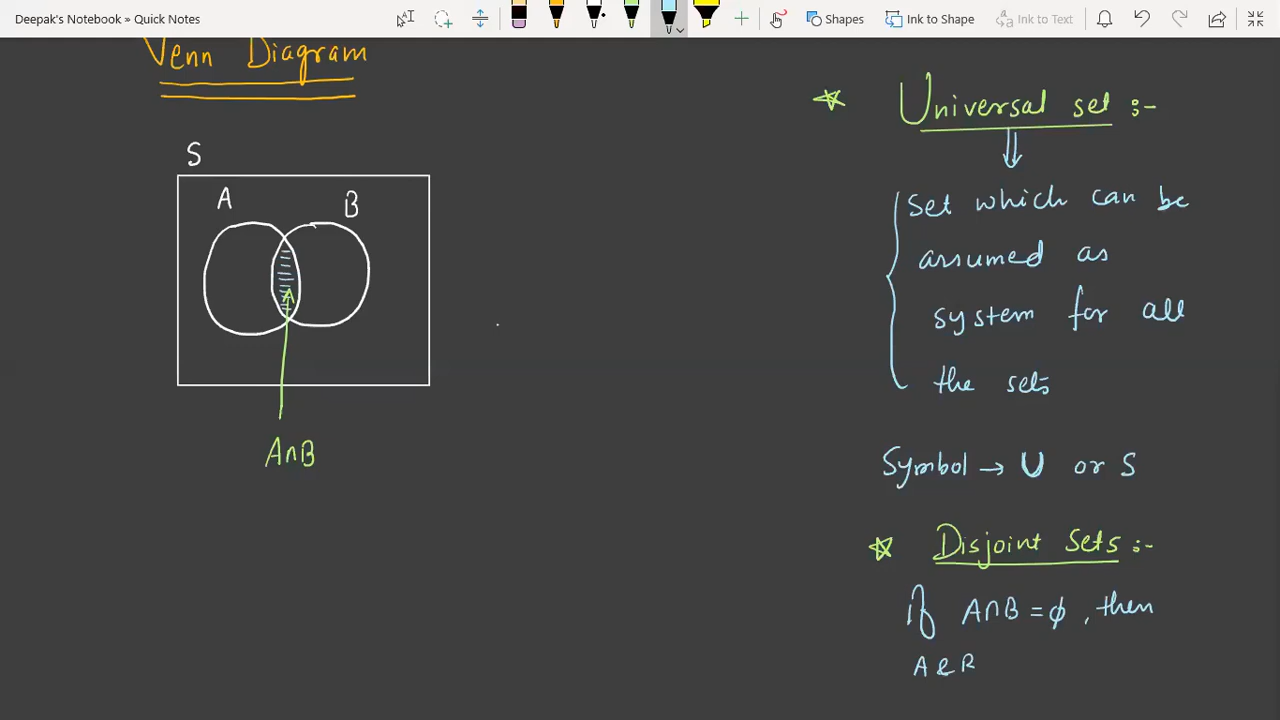 Deepak's Notebook » Quick Notes
Shapes
Ink to Shape
Ink to Text
Venn Diagram
S
A
B
A∩B
Universal set :-
Set which can be
assumed as
system for all
the sets
Symbol → U or S
Disjoint Sets :-
If A∩B = ϕ, then
A & B